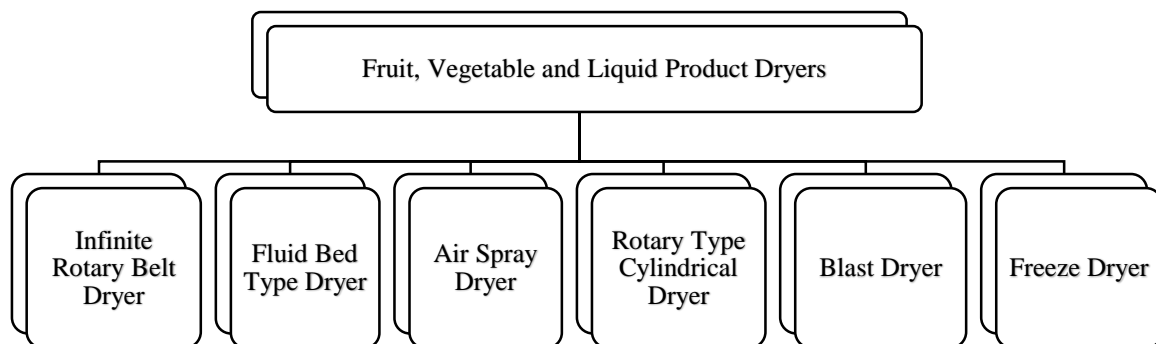 Fruit, Vegetable and Liquid Product Dryers
Infinite
Rotary Belt
Dryer
Fluid Bed
Type Dryer
Air Spray
Dryer
Rotary Type
Cylindrical
Dryer
Blast Dryer
Freeze Dryer